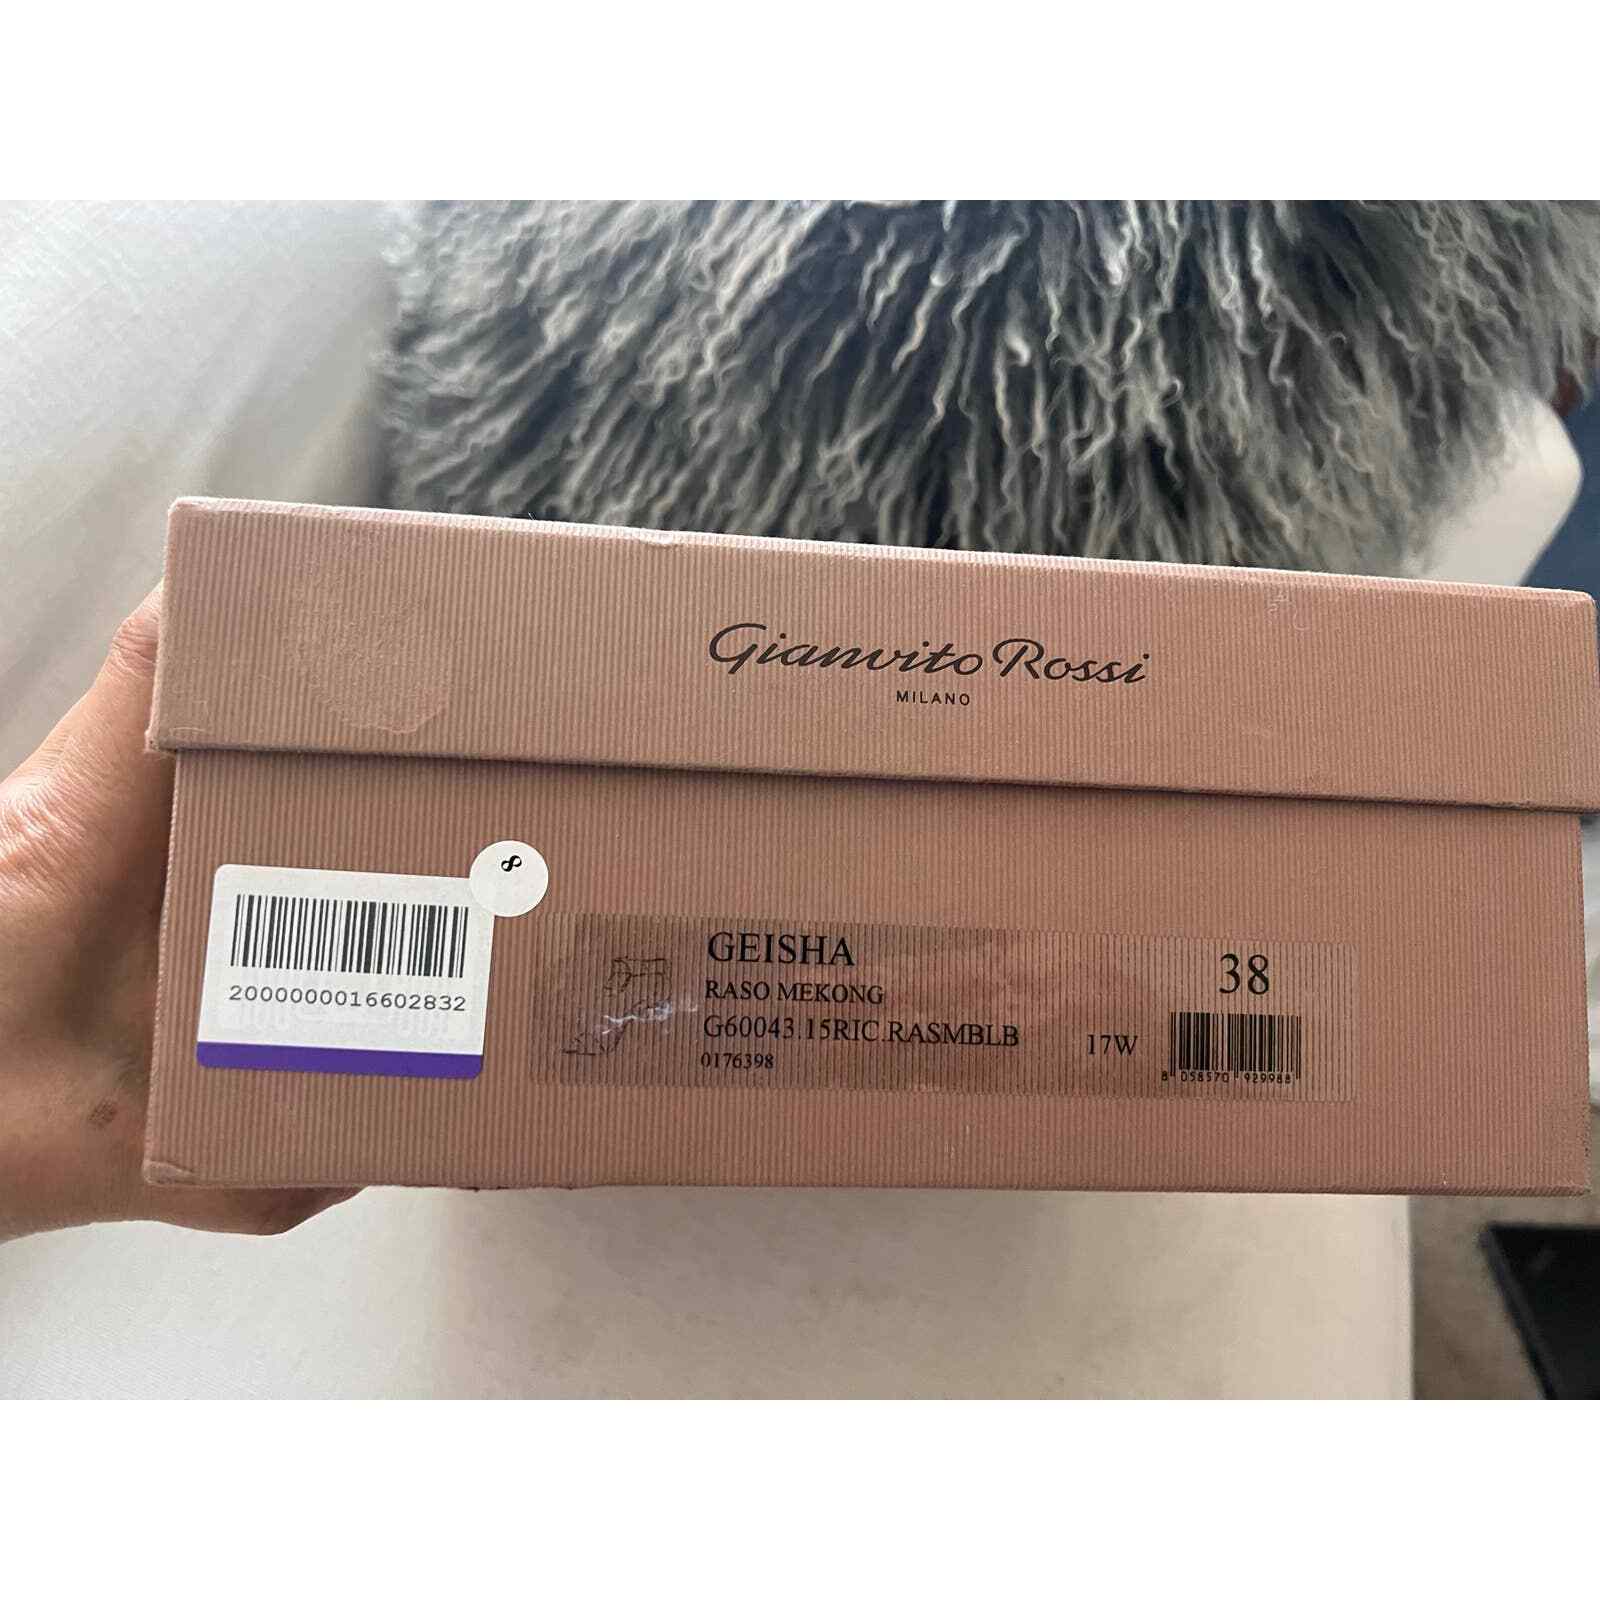 Gianvito Rossi
MILANO
8
2000000016602832
GEISHA
RASO MEKONG
G60043.15RIC.RASMBLB
0176398
38
17W
8 058570 929988